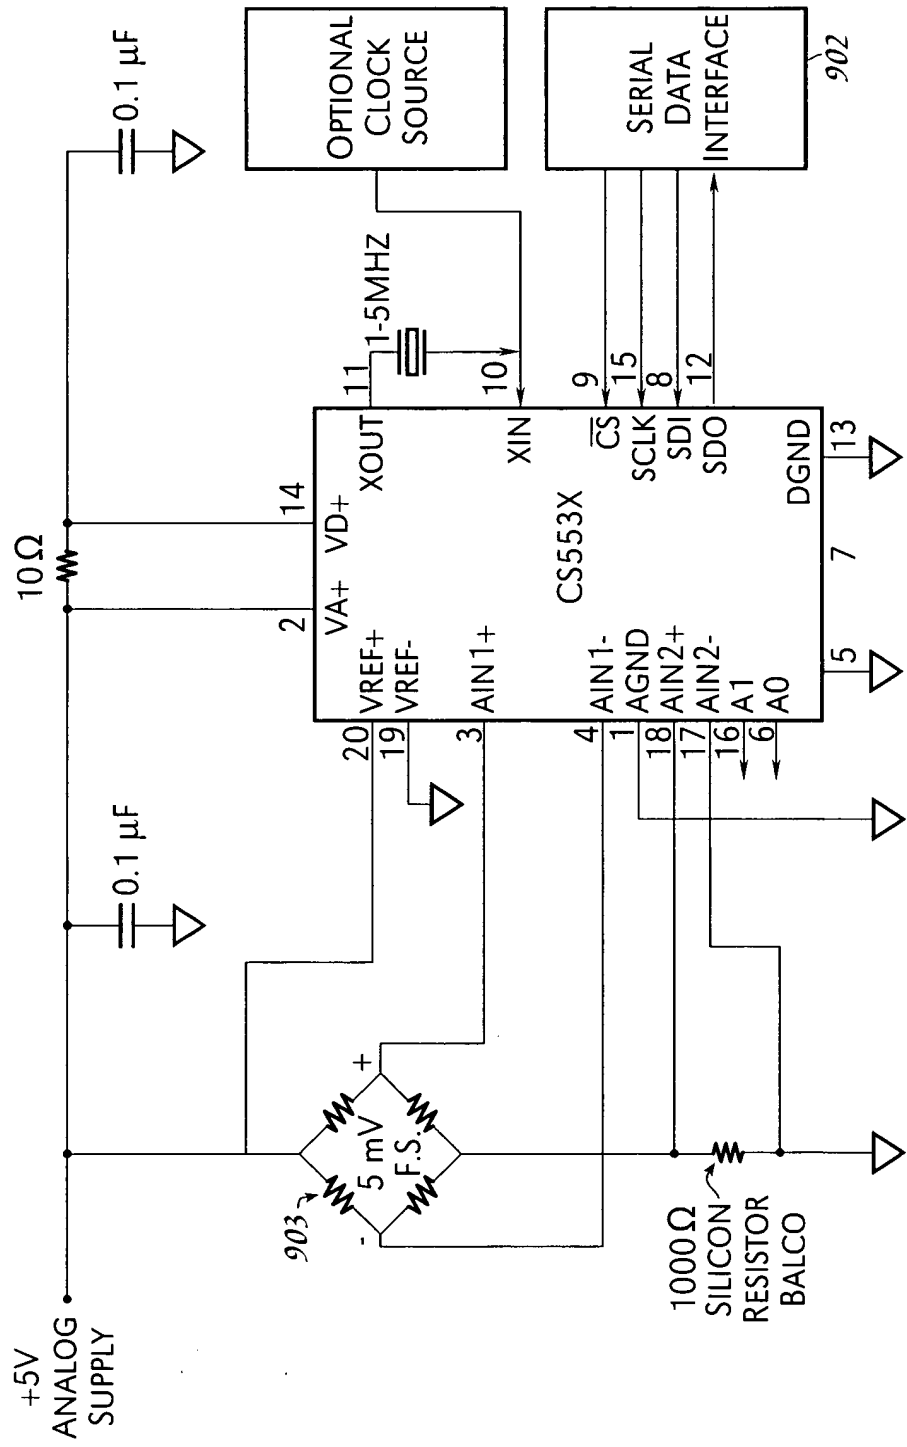 +5V
ANALOG
SUPPLY
0.1 µF
10Ω
0.1 µF
2
14
VA+
VD+
20
VREF+
19
VREF-
3
AIN1+
4
AIN1-
1
AGND
18
AIN2+
17
AIN2-
16
A1
6
A0
CS553X
XOUT
11
1-5MHZ
XIN
10
CS
9
SCLK
15
SDI
8
SDO
12
DGND
13
5
7
OPTIONAL
CLOCK
SOURCE
SERIAL
DATA
INTERFACE
902
903
+
-
5 mV
F.S.
1000Ω
SILICON
RESISTOR
BALCO